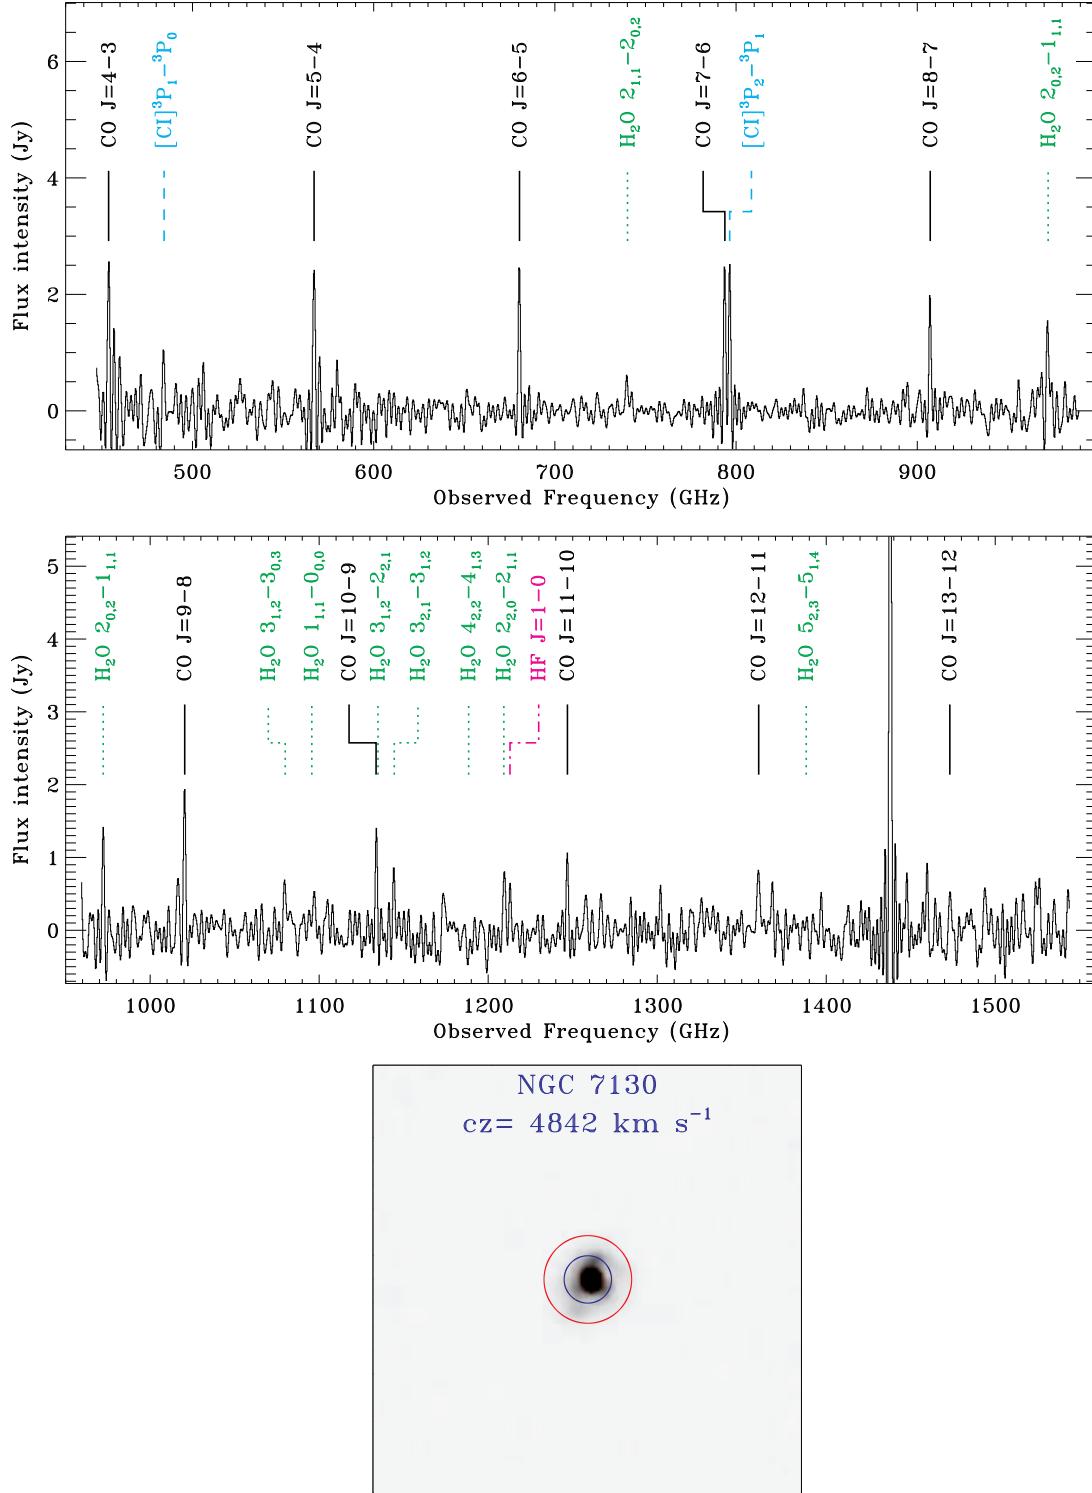 CO J=4−3
[CI]³P₁−³P₀
CO J=5−4
CO J=6−5
H₂O 2₁,₁−2₀,₂
CO J=7−6
[CI]³P₂−³P₁
CO J=8−7
H₂O 2₀,₂−1₁,₁
Flux intensity (Jy)
6
4
2
0
500 600 700 800 900
Observed Frequency (GHz)
H₂O 2₀,₂−1₁,₁
CO J=9−8
H₂O 3₁,₂−3₀,₃
H₂O 1₁,₁−0₀,₀
CO J=10−9
H₂O 3₁,₂−2₂,₁
H₂O 3₂,₁−3₁,₂
H₂O 4₂,₂−4₁,₃
H₂O 2₂,₀−2₁,₁
HF J=1−0
CO J=11−10
CO J=12−11
H₂O 5₂,₃−5₁,₄
CO J=13−12
Flux intensity (Jy)
5
4
3
2
1
0
1000 1100 1200 1300 1400 1500
Observed Frequency (GHz)
NGC 7130
cz= 4842 km s⁻¹